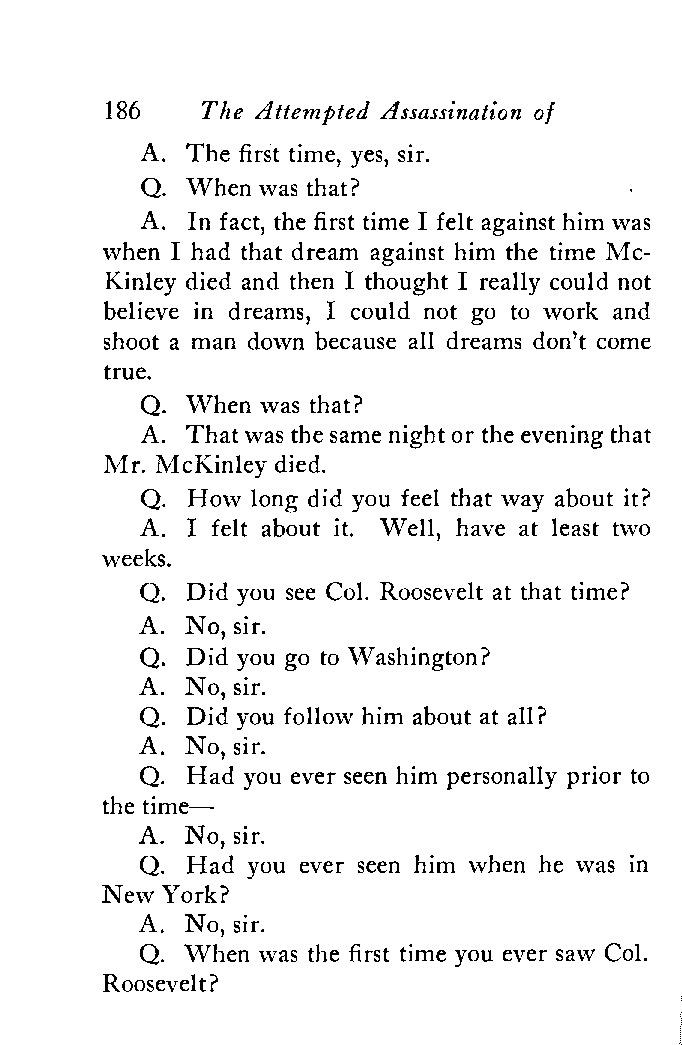 186 The Attempted Assassination of
A. The first time, yes, sir.
Q. When was that?
A. In fact, the first time I felt against him was
when I had that dream against him the time Mc-
Kinley died and then I thought I really could not
believe in dreams, I could not go to work and
shoot a man down because all dreams don't come
true.
Q. When was that?
A. That was the same night or the evening that
Mr. McKinley died.
Q. How long did you feel that way about it?
A. I felt about it. Well, have at least two
weeks.
Q. Did you see Col. Roosevelt at that time?
A. No, sir.
Q. Did you go to Washington?
A. No, sir.
Q. Did you follow him about at all?
A. No, sir.
Q. Had you ever seen him personally prior to
the time—
A. No, sir.
Q. Had you ever seen him when he was in
New York?
A. No, sir.
Q. When was the first time you ever saw Col.
Roosevelt?